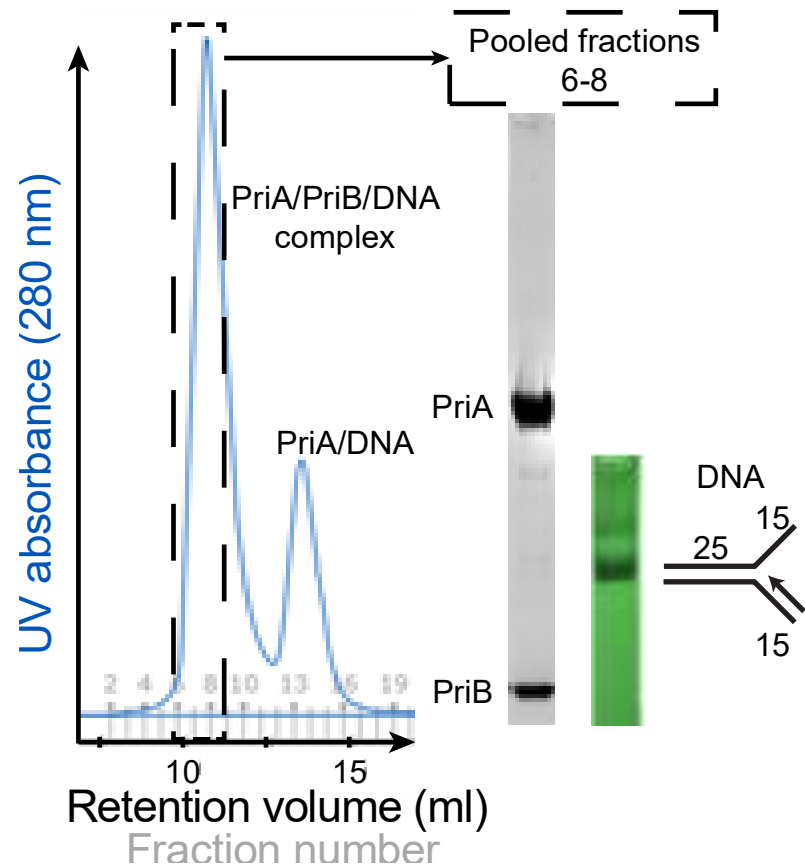 Pooled fractions
6-8
PriA/PriB/DNA
complex
UV absorbance (280 nm)
PriA/DNA
PriA
PriB
DNA
15
25
15
2 4 6 8 10 13 16 19
10 15
Retention volume (ml)
Fraction number